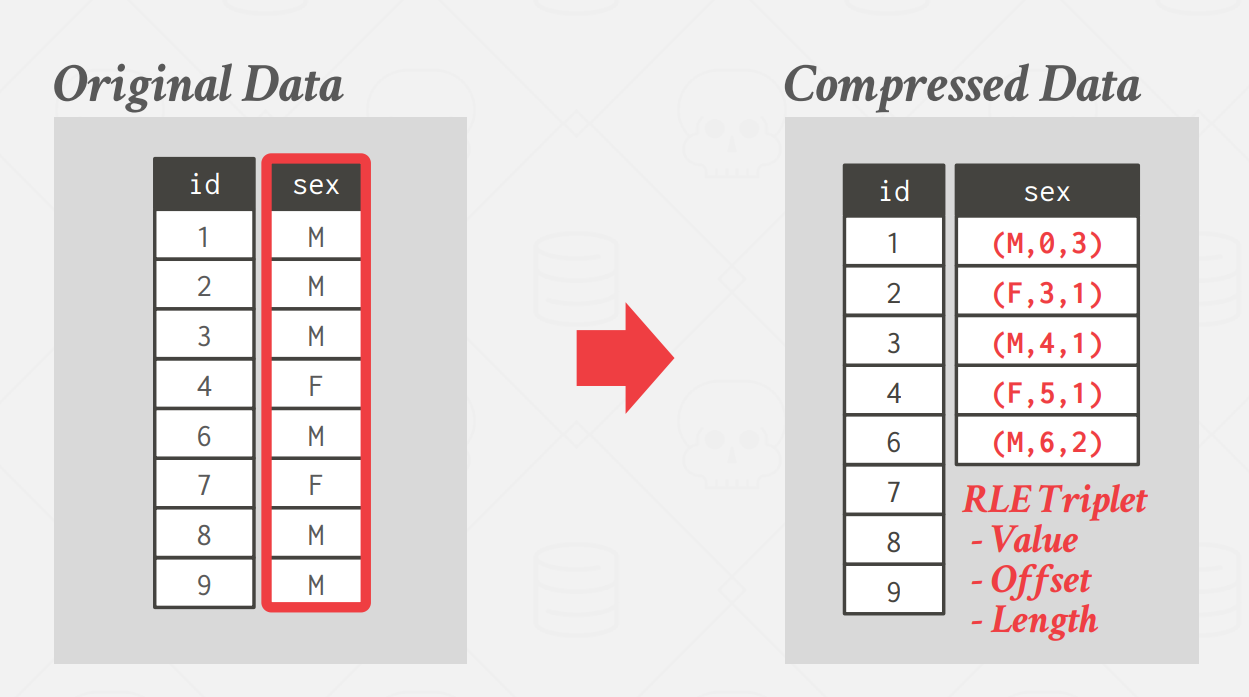 Original Data
id sex
1 M
2 M
3 M
4 F
6 M
7 F
8 M
9 M
Compressed Data
id sex
1 (M,0,3)
2 (F,3,1)
3 (M,4,1)
4 (F,5,1)
6 (M,6,2)
7
8
9
RLE Triplet
- Value
- Offset
- Length